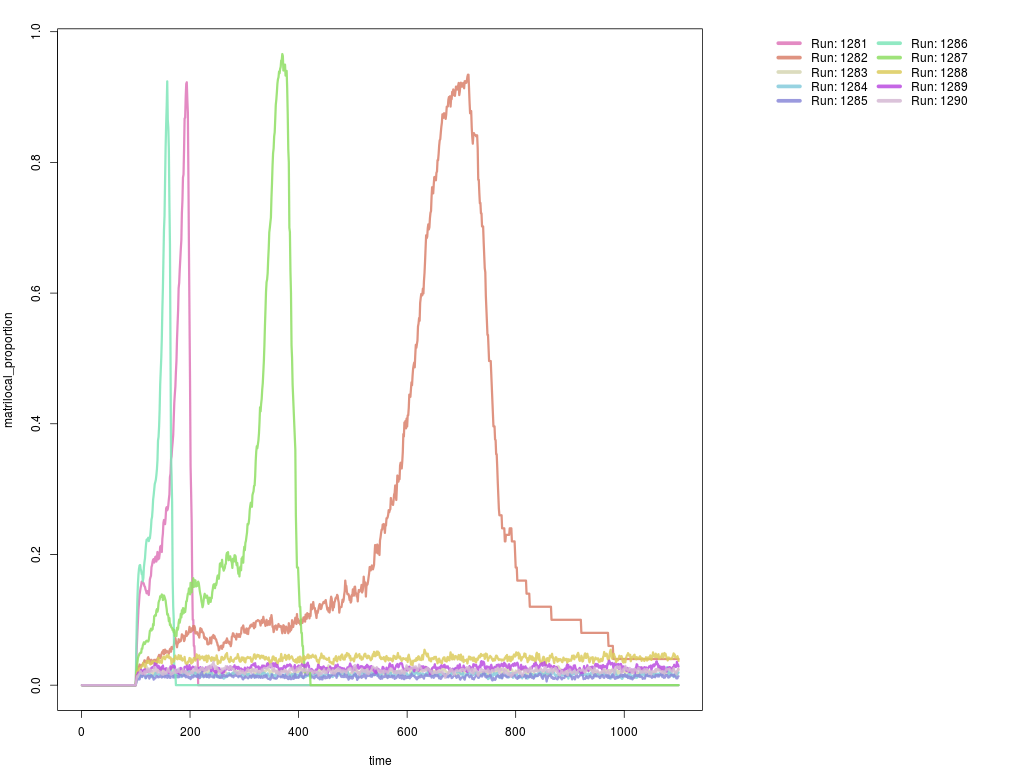 1.0
0.8
0.6
0.4
0.2
0.0
matrilocal_proportion
0 200 400 600 800 1000
time
Run: 1281 Run: 1286
Run: 1282 Run: 1287
Run: 1283 Run: 1288
Run: 1284 Run: 1289
Run: 1285 Run: 1290